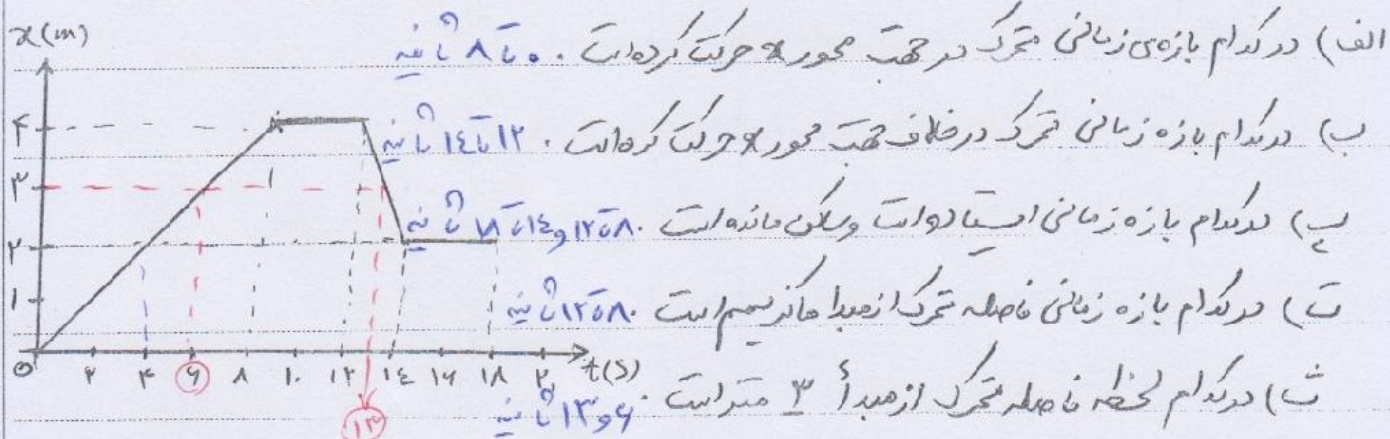 الف) در کدام بازه‌ی زمانی متحرک در جهت محور x حرکت کرده‌است. ۰ تا ۸ ثانیه
ب) در کدام بازه زمانی متحرک در خلاف جهت محور x حرکت کرده‌است. ۱۲ تا ۱۴ ثانیه
پ) در کدام بازه زمانی ایستاده است و ساکن مانده است. ۸ تا ۱۲ و ۱۴ تا ۱۸ ثانیه
ت) در کدام بازه زمانی فاصله متحرک از مبدا ماکزیمم است. ۸ تا ۱۲ ثانیه
ث) در کدام لحظه فاصله متحرک از مبدأ ۳ متر است. ۶ و ۱۳ ثانیه
x(m)
۴
۳
۲
۱
۰ ۲ ۴ ۶ ۸ ۱۰ ۱۲ ۱۴ ۱۶ ۱۸ ۲۰ t(s)
۱۳